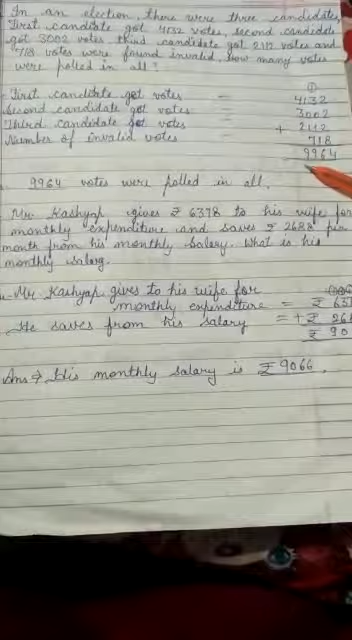 In an election, there were three candidates,
First candidate got 4132 votes, second candidate
got 3002 votes third candidate got 2112 votes and
718 votes were found invalid. How many votes
were polled in all?
①
First candidate got votes — 4132
Second candidate got votes — 3002
Third candidate got votes 2112
Number of invalid votes + 718
9964
9964 votes were polled in all.
Mr. Kashyap gives ₹ 6378 to his wife for
monthly expenditure and saves ₹ 2688 per
month from his monthly salary. What is his
monthly salary.
Mr. Kashyap gives to his wife for
monthly expenditure = ₹ 63
He saves from his salary = + ₹ 26
₹ 90
Ans → His monthly salary is ₹ 9066.